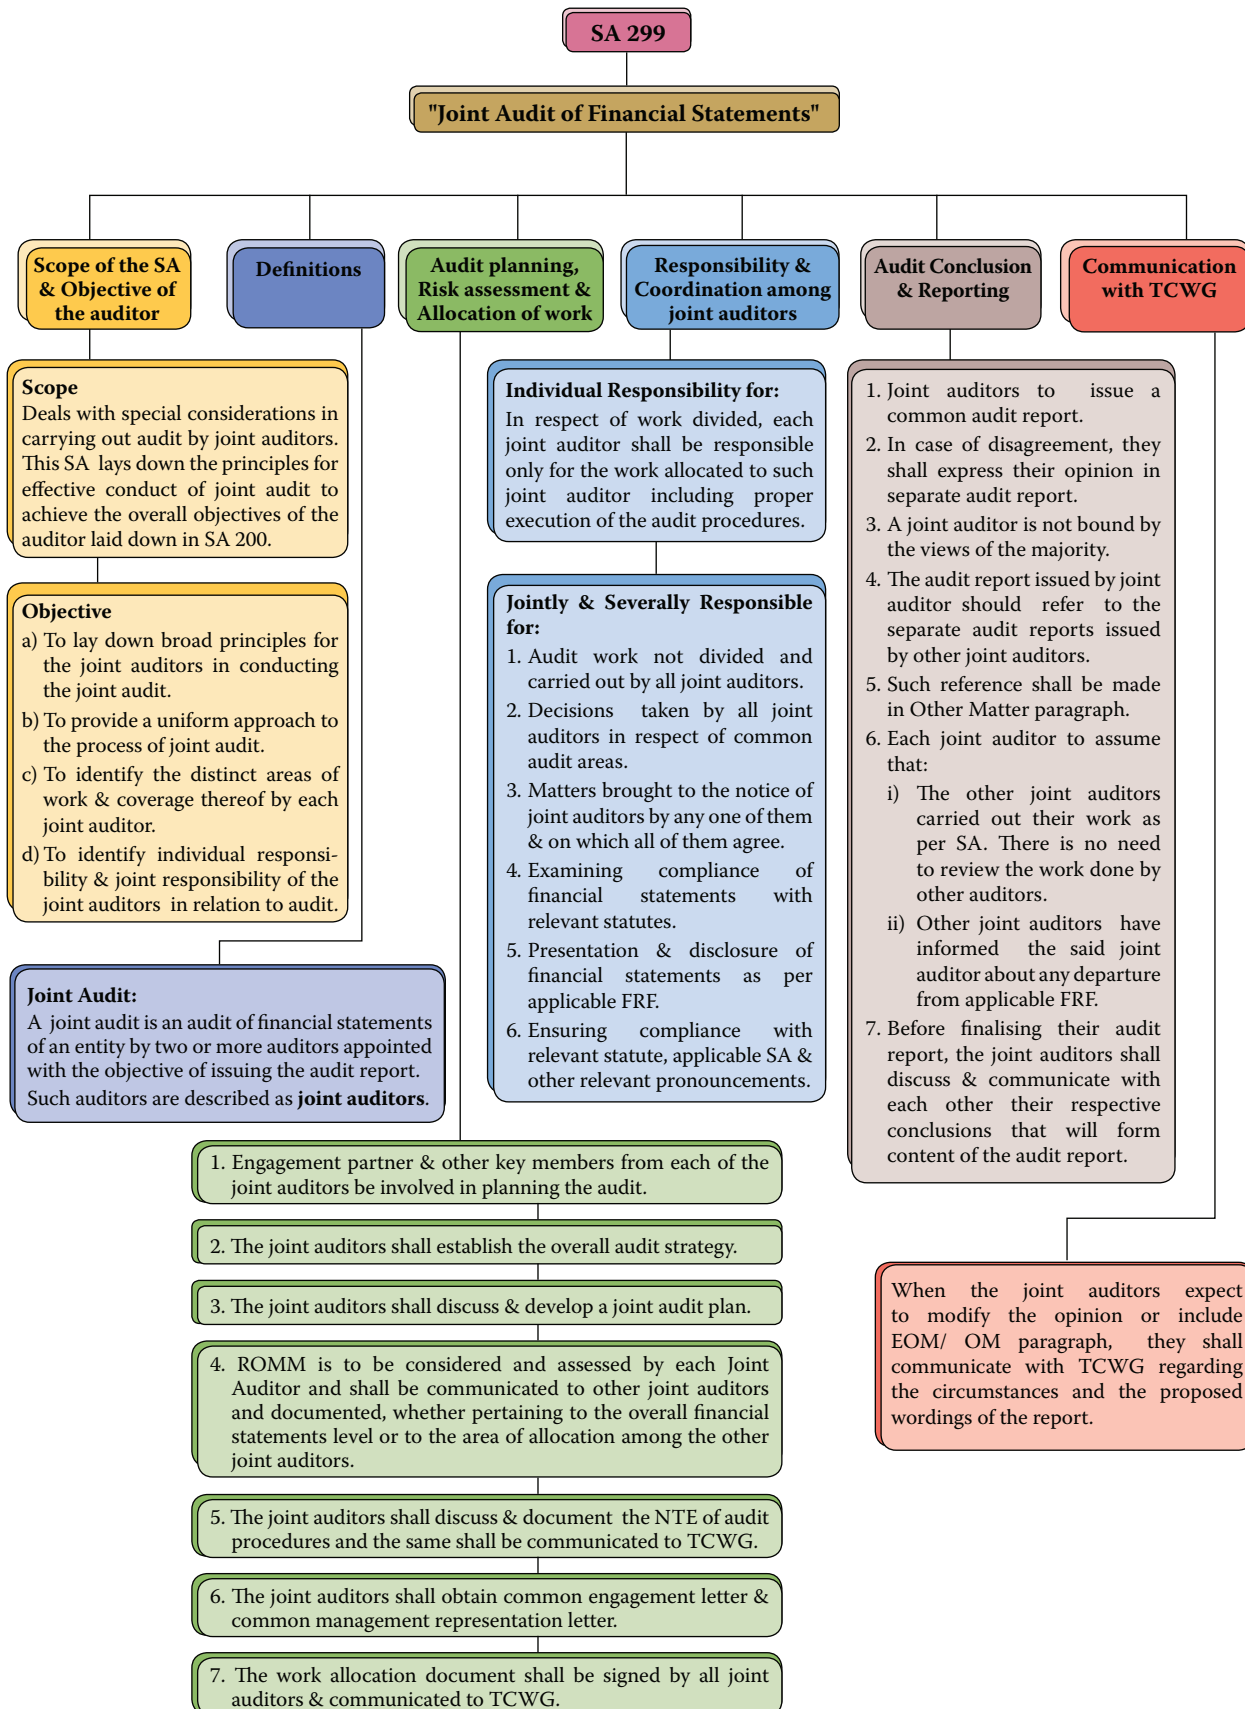 SA 299
"Joint Audit of Financial Statements"
Scope of the SA
& Objective of
the auditor
Definitions
Audit planning,
Risk assessment &
Allocation of work
Responsibility &
Coordination among
joint auditors
Audit Conclusion
& Reporting
Communication
with TCWG
Scope
Deals with special considerations in
carrying out audit by joint auditors.
This SA lays down the principles for
effective conduct of joint audit to
achieve the overall objectives of the
auditor laid down in SA 200.
Objective
a) To lay down broad principles for
the joint auditors in conducting
the joint audit.
b) To provide a uniform approach to
the process of joint audit.
c) To identify the distinct areas of
work & coverage thereof by each
joint auditor.
d) To identify individual responsi-
bility & joint responsibility of the
joint auditors in relation to audit.
Joint Audit:
A joint audit is an audit of financial statements
of an entity by two or more auditors appointed
with the objective of issuing the audit report.
Such auditors are described as joint auditors.
1. Engagement partner & other key members from each of the
joint auditors be involved in planning the audit.
2. The joint auditors shall establish the overall audit strategy.
3. The joint auditors shall discuss & develop a joint audit plan.
4. ROMM is to be considered and assessed by each Joint
Auditor and shall be communicated to other joint auditors
and documented, whether pertaining to the overall financial
statements level or to the area of allocation among the other
joint auditors.
5. The joint auditors shall discuss & document the NTE of audit
procedures and the same shall be communicated to TCWG.
6. The joint auditors shall obtain common engagement letter &
common management representation letter.
7. The work allocation document shall be signed by all joint
auditors & communicated to TCWG.
Individual Responsibility for:
In respect of work divided, each
joint auditor shall be responsible
only for the work allocated to such
joint auditor including proper
execution of the audit procedures.
Jointly & Severally Responsible
for:
1. Audit work not divided and
carried out by all joint auditors.
2. Decisions taken by all joint
auditors in respect of common
audit areas.
3. Matters brought to the notice of
joint auditors by any one of them
& on which all of them agree.
4. Examining compliance of
financial statements with
relevant statutes.
5. Presentation & disclosure of
financial statements as per
applicable FRF.
6. Ensuring compliance with
relevant statute, applicable SA &
other relevant pronouncements.
1. Joint auditors to issue a
common audit report.
2. In case of disagreement, they
shall express their opinion in
separate audit report.
3. A joint auditor is not bound by
the views of the majority.
4. The audit report issued by joint
auditor should refer to the
separate audit reports issued
by other joint auditors.
5. Such reference shall be made
in Other Matter paragraph.
6. Each joint auditor to assume
that:
i) The other joint auditors
carried out their work as
per SA. There is no need
to review the work done by
other auditors.
ii) Other joint auditors have
informed the said joint
auditor about any departure
from applicable FRF.
7. Before finalising their audit
report, the joint auditors shall
discuss & communicate with
each other their respective
conclusions that will form
content of the audit report.
When the joint auditors expect
to modify the opinion or include
EOM/ OM paragraph, they shall
communicate with TCWG regarding
the circumstances and the proposed
wordings of the report.